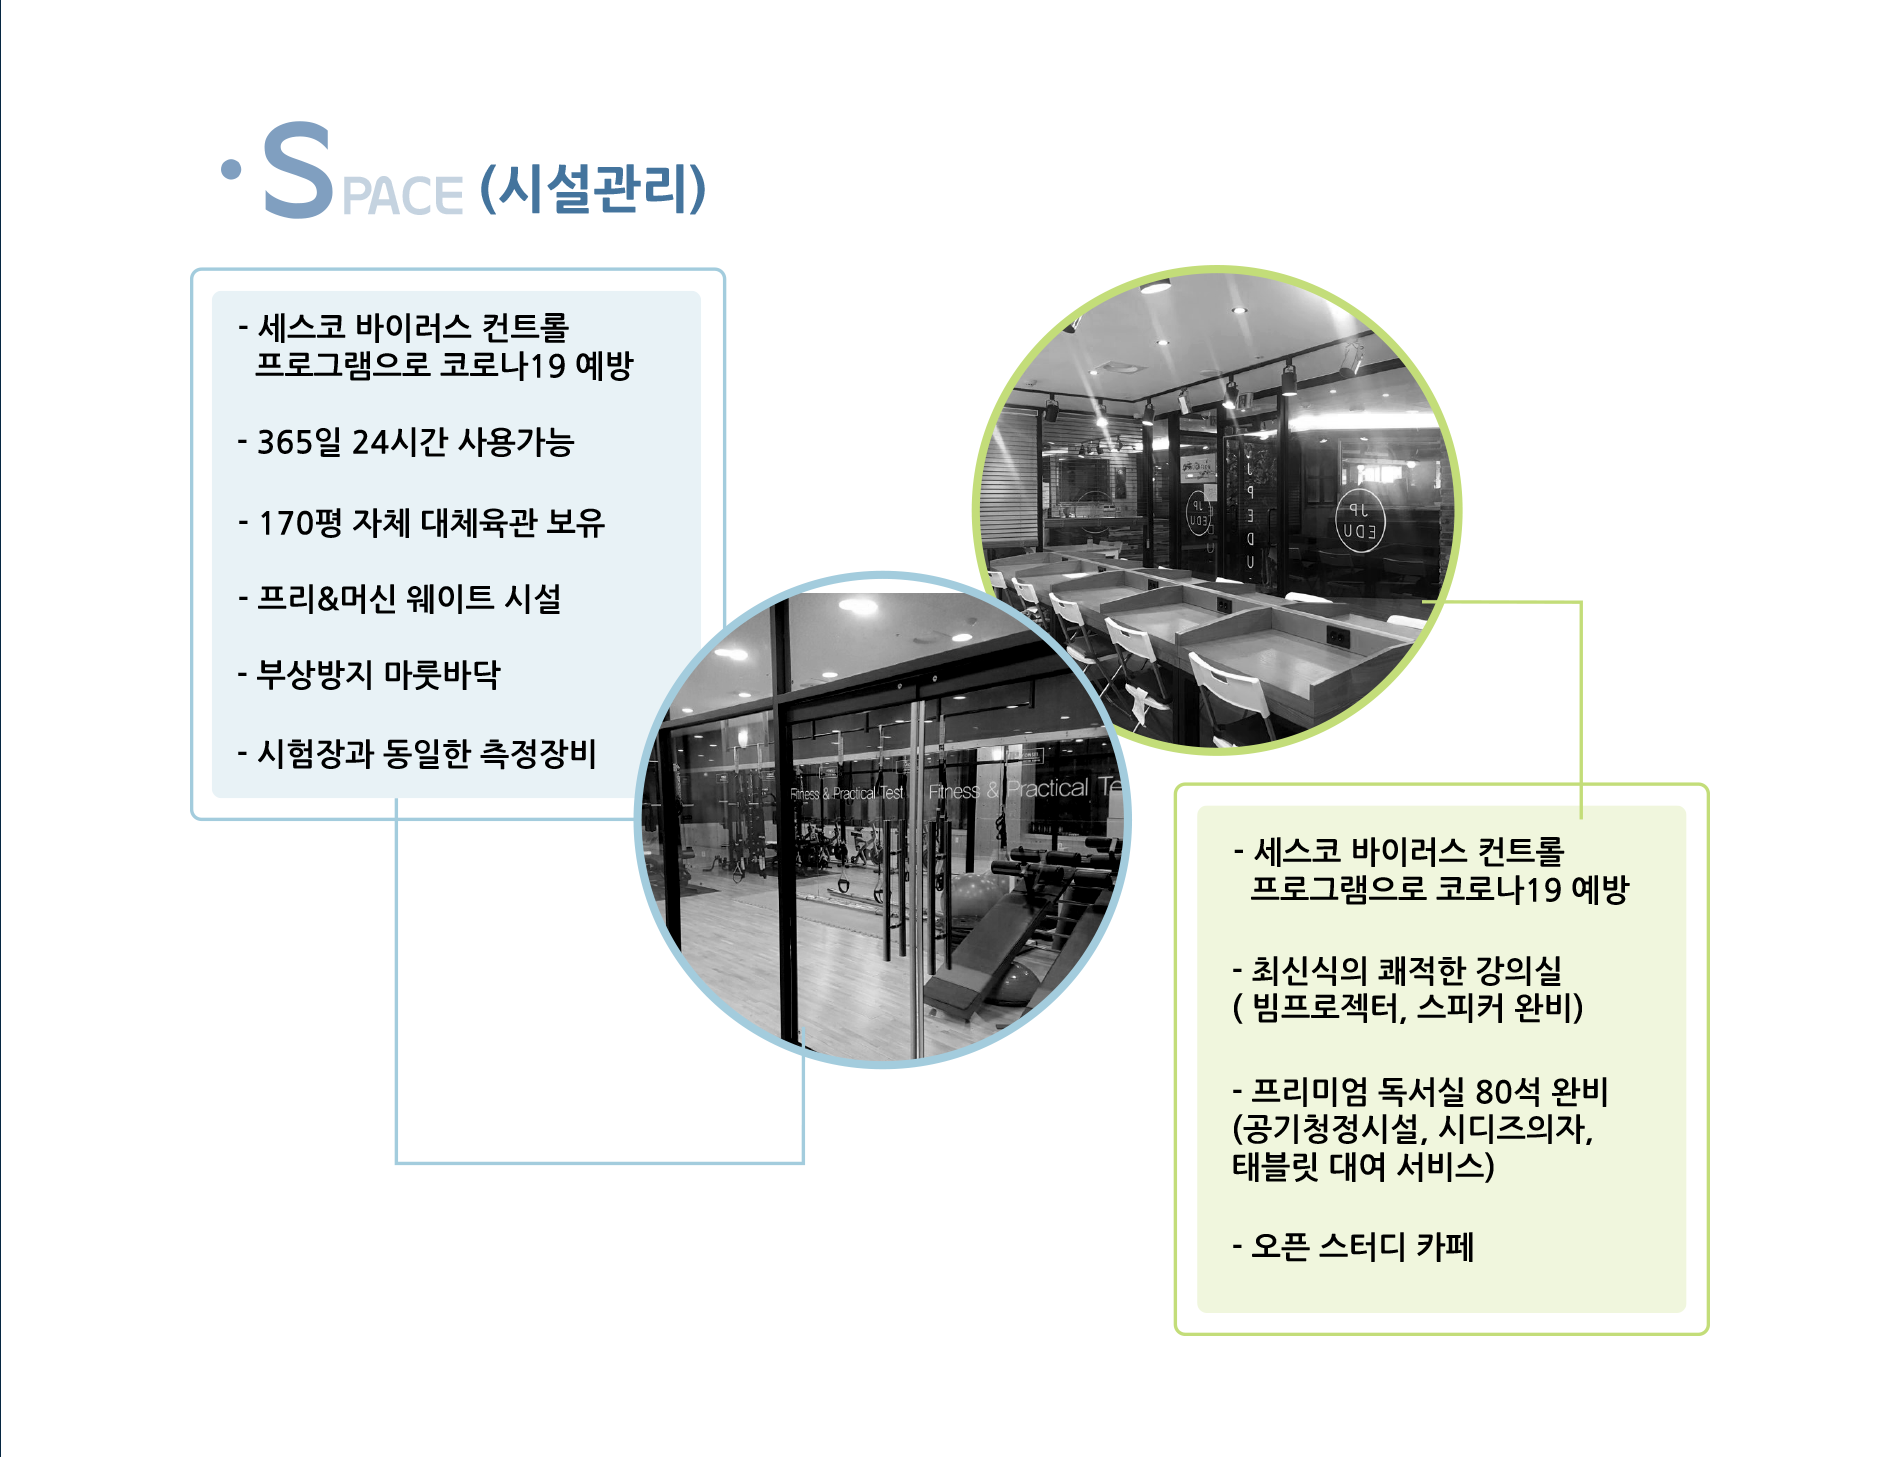 · SPACE (시설관리)
- 세스코 바이러스 컨트롤
프로그램으로 코로나19 예방
- 365일 24시간 사용가능
- 170평 자체 대체육관 보유
- 프리&머신 웨이트 시설
- 부상방지 마룻바닥
- 시험장과 동일한 측정장비
JP
EDU
JPEDU
JP
EDU
Fitness & Practical Test
Fitness & Practical Te
- 세스코 바이러스 컨트롤
프로그램으로 코로나19 예방
- 최신식의 쾌적한 강의실
( 빔프로젝터, 스피커 완비)
- 프리미엄 독서실 80석 완비
(공기청정시설, 시디즈의자,
태블릿 대여 서비스)
- 오픈 스터디 카페